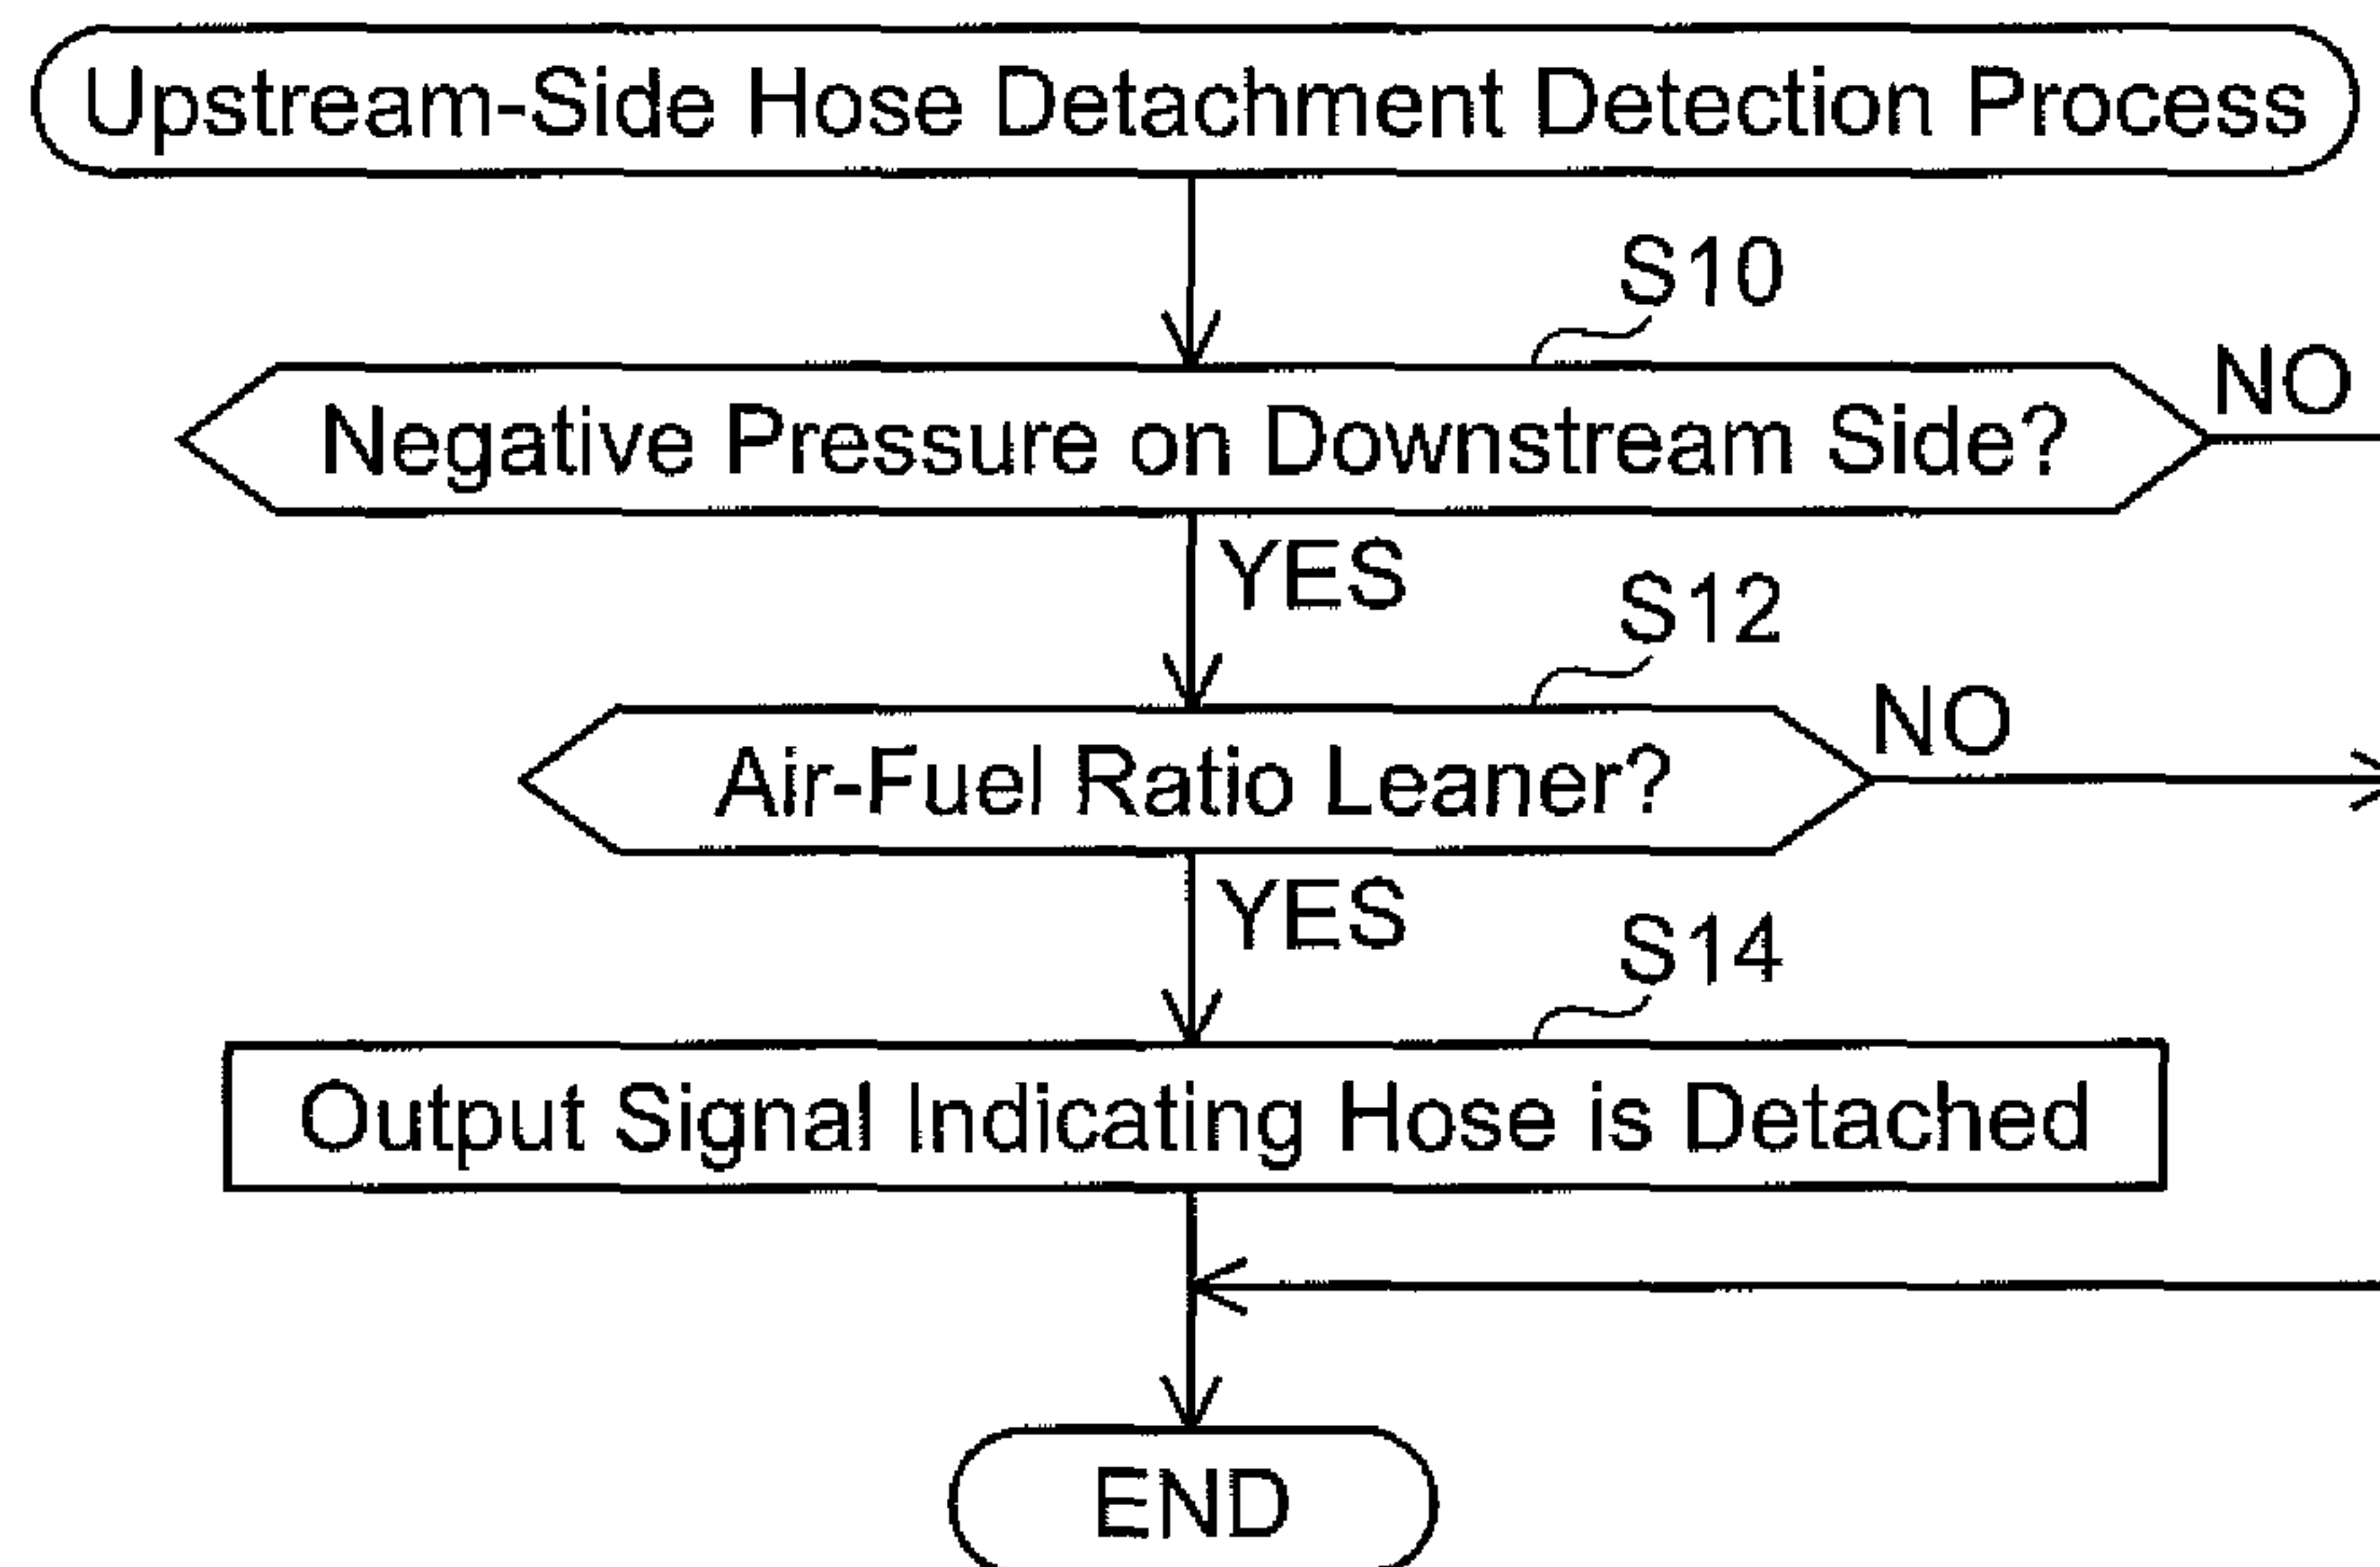 Upstream-Side Hose Detachment Detection Process
S10
Negative Pressure on Downstream Side?
NO
YES
S12
Air-Fuel Ratio Leaner?
NO
YES
S14
Output Signal Indicating Hose is Detached
END